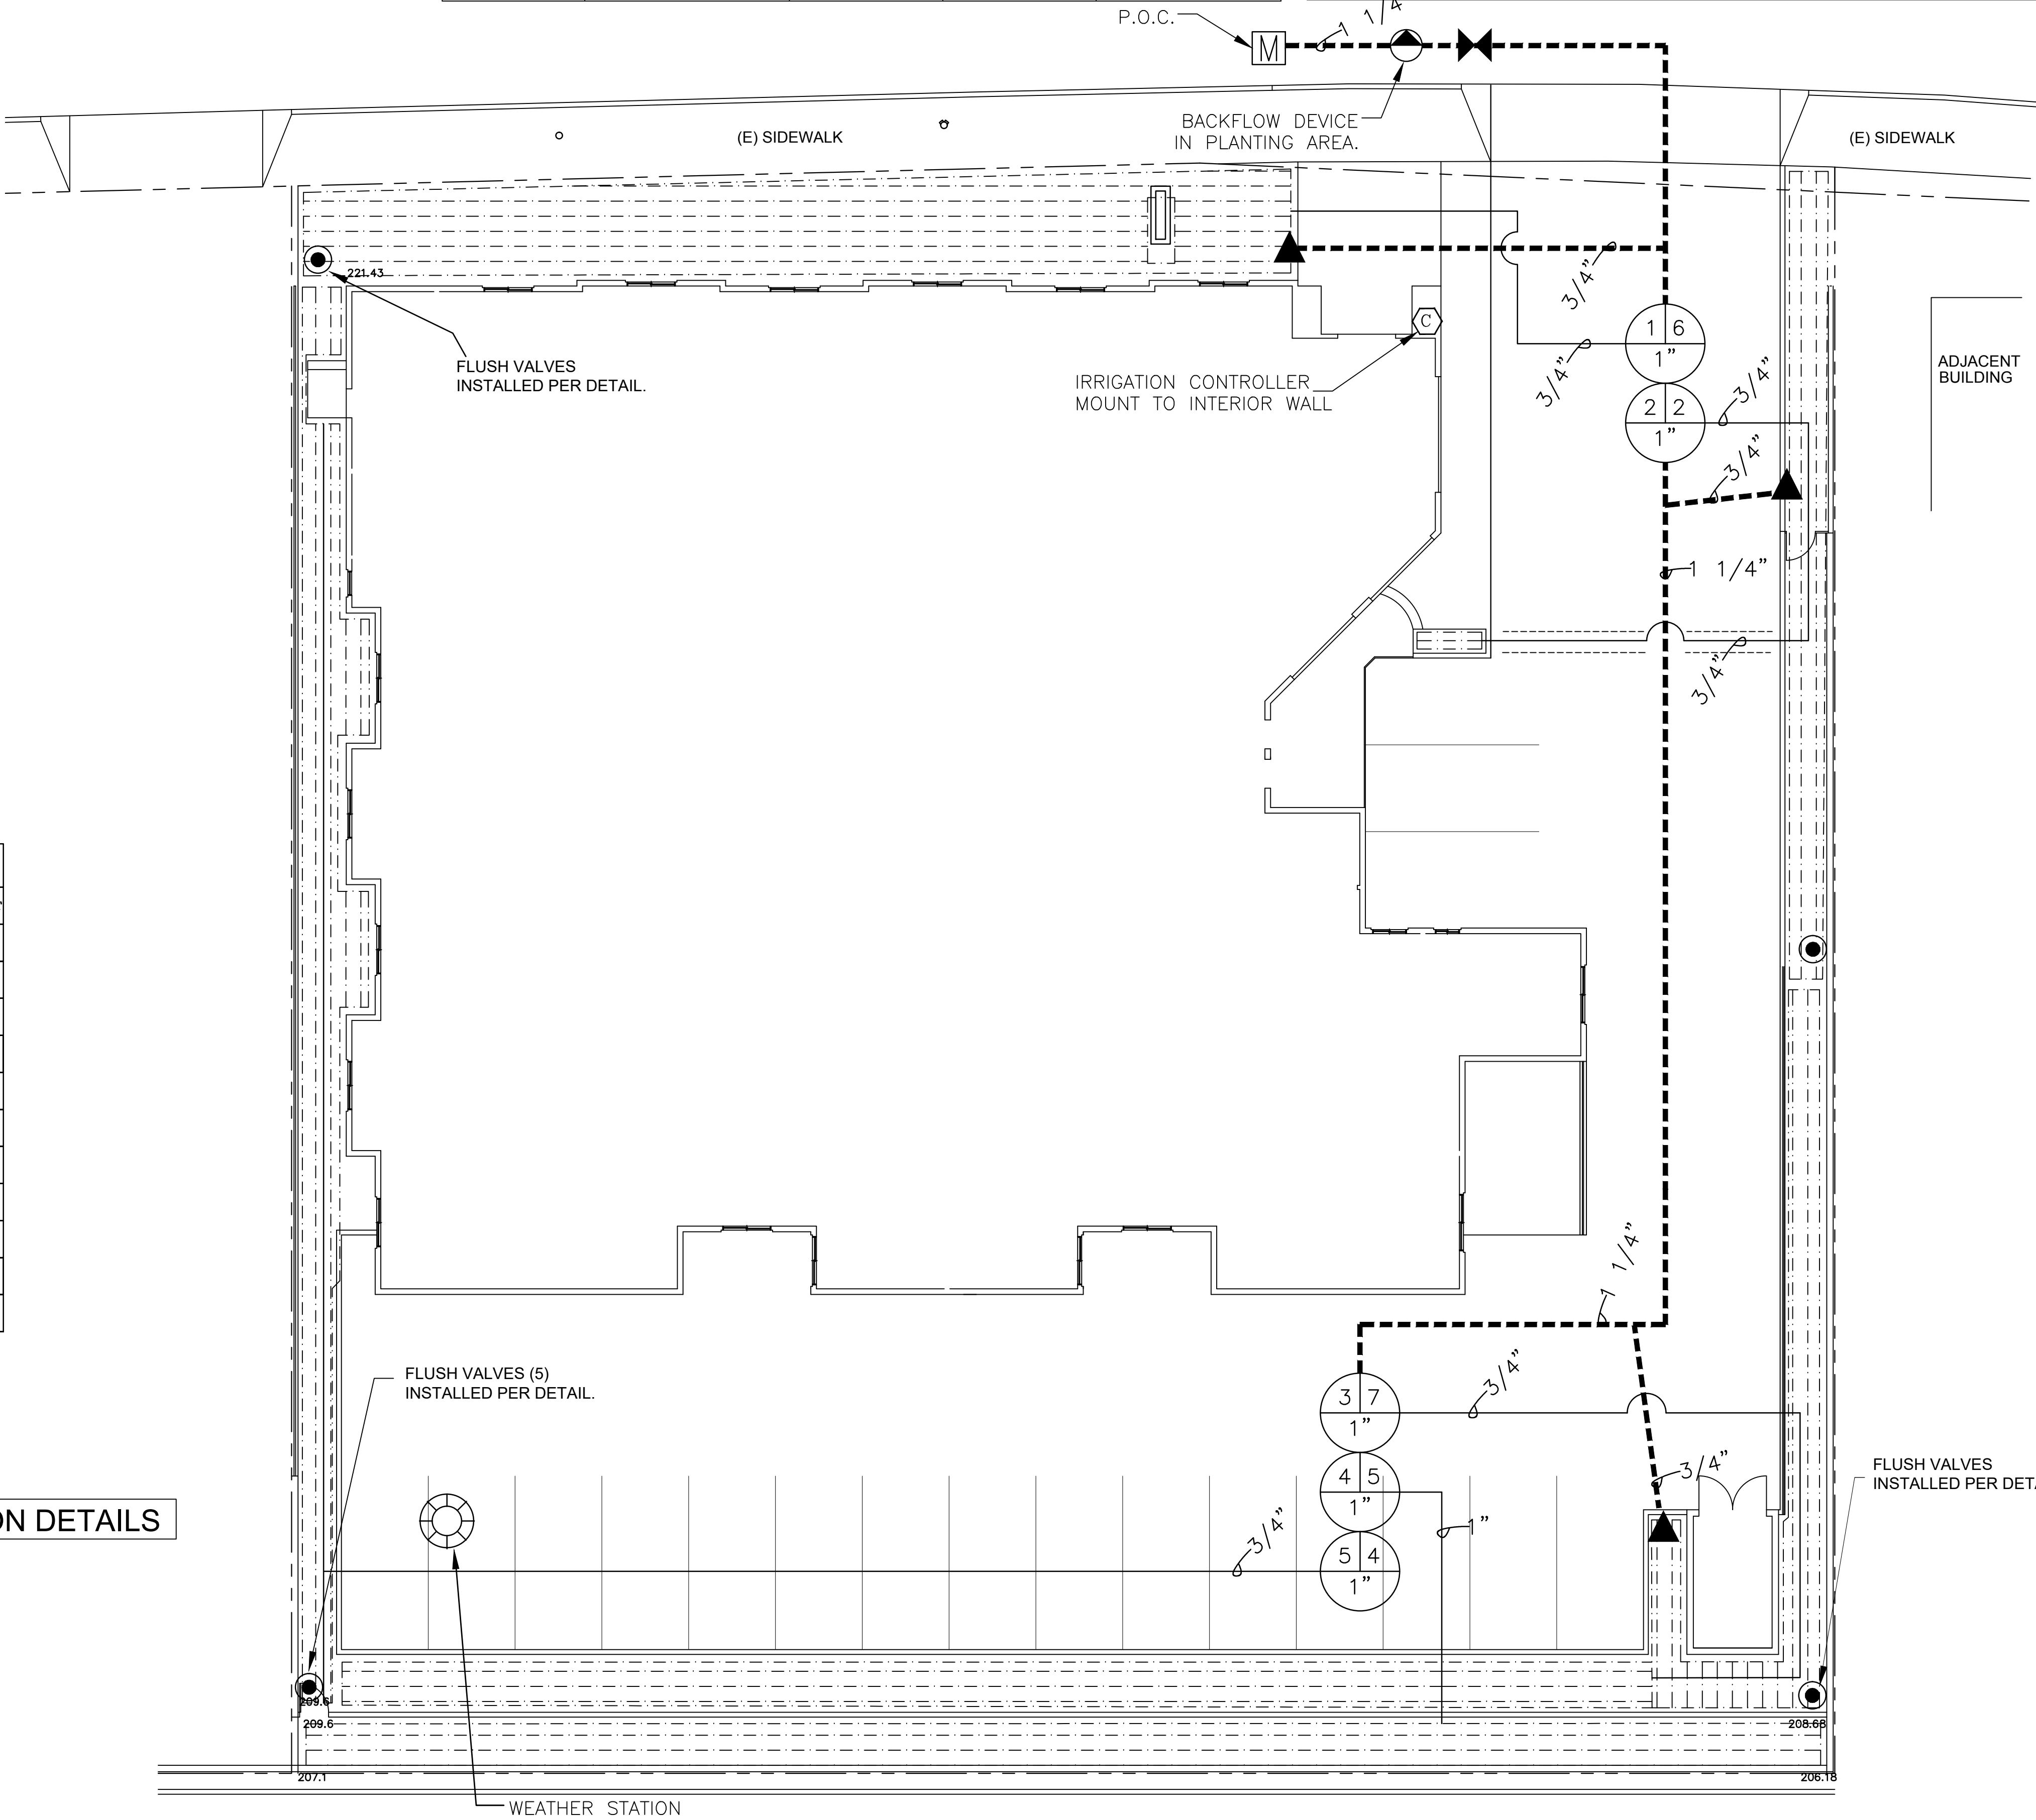 P.O.C.
M
1 1/4
BACKFLOW DEVICE
IN PLANTING AREA.
(E) SIDEWALK
(E) SIDEWALK
221.43
FLUSH VALVES
INSTALLED PER DETAIL.
C
IRRIGATION CONTROLLER
MOUNT TO INTERIOR WALL
3/4"
3/4"
1 6
1"
2 2
1"
3/4"
3/4"
ADJACENT
BUILDING
1 1/4"
3/4"
1 1/4"
FLUSH VALVES (5)
INSTALLED PER DETAIL.
3 7
1"
3/4"
4 5
1"
1"
5 4
1"
3/4"
3/4"
FLUSH VALVES
INSTALLED PER DETA
ON DETAILS
209.6
209.6
208.68
207.1
206.18
WEATHER STATION